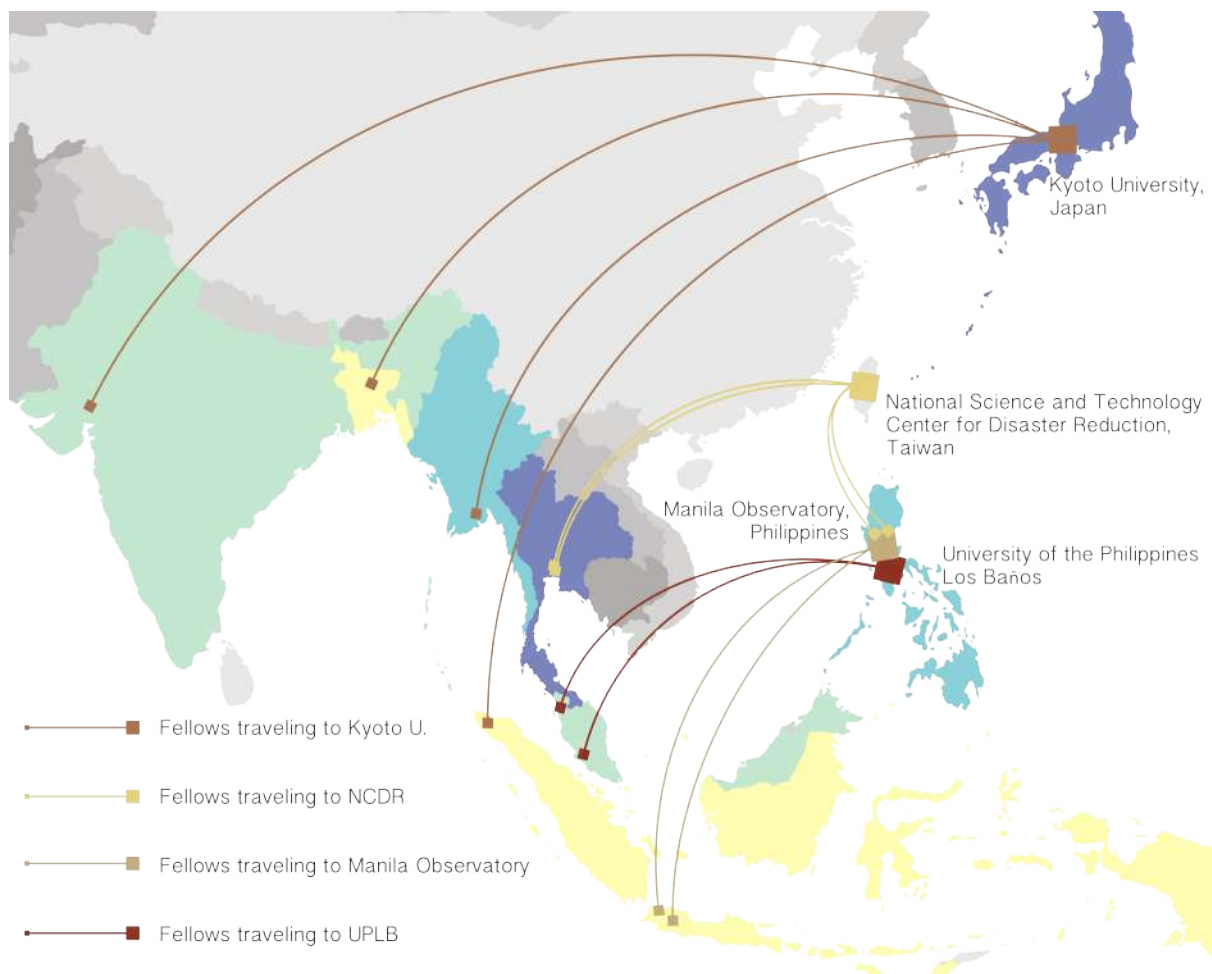 Kyoto University,
Japan
National Science and Technology
Center for Disaster Reduction,
Taiwan
Manila Observatory,
Philippines
University of the Philippines
Los Baños
Fellows traveling to Kyoto U.
Fellows traveling to NCDR
Fellows traveling to Manila Observatory
Fellows traveling to UPLB